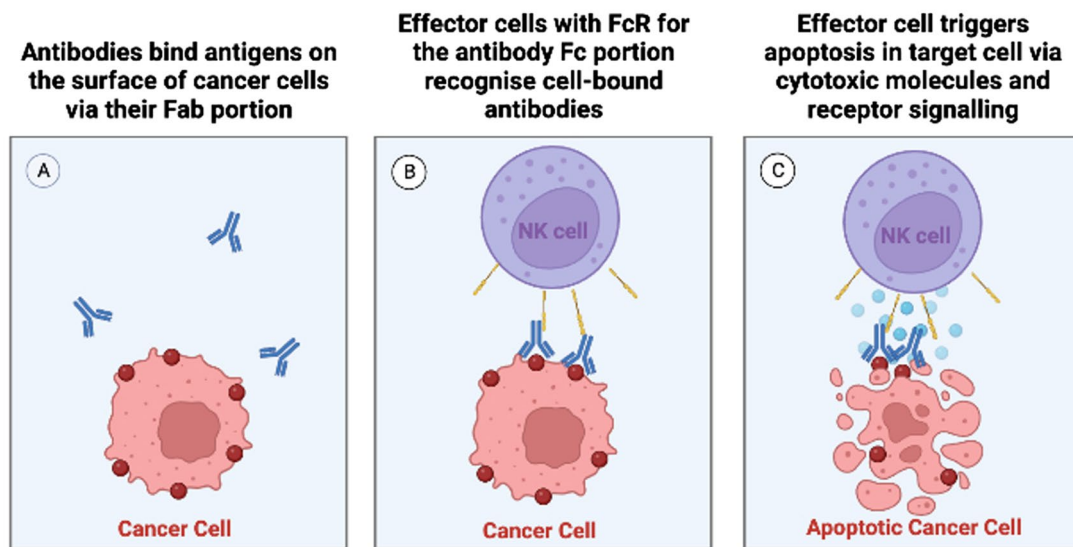 Antibodies bind antigens on
the surface of cancer cells
via their Fab portion
Effector cells with FcR for
the antibody Fc portion
recognise cell-bound
antibodies
Effector cell triggers
apoptosis in target cell via
cytotoxic molecules and
receptor signalling
A
Cancer Cell
B
NK cell
Cancer Cell
C
NK cell
Apoptotic Cancer Cell